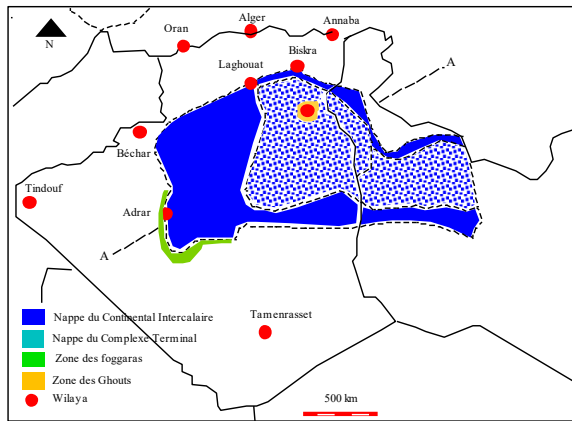 Alger
Annaba
Oran
Biskra
N
Laghouat
A
Béchar
Tindouf
Adrar
A
Tamenrasset
Nappe du Continental Intercalaire
Nappe du Complexe Terminal
Zone des foggaras
Zone des Ghouts
Wilaya
500 km